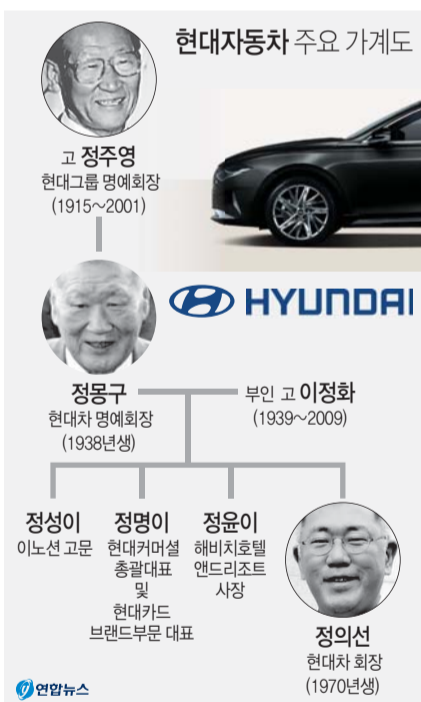 현대자동차 주요 가계도
고 정주영
현대그룹 명예회장
(1915~2001)
HYUNDAI
정몽구
현대차 명예회장
(1938년생)
부인 고 이정화
(1939~2009)
정성이
이노션 고문
정명이
현대커머셜
총괄대표
및
현대카드
브랜드부문 대표
정윤이
해비치호텔
앤드리조트
사장
정의선
현대차 회장
(1970년생)
연합뉴스